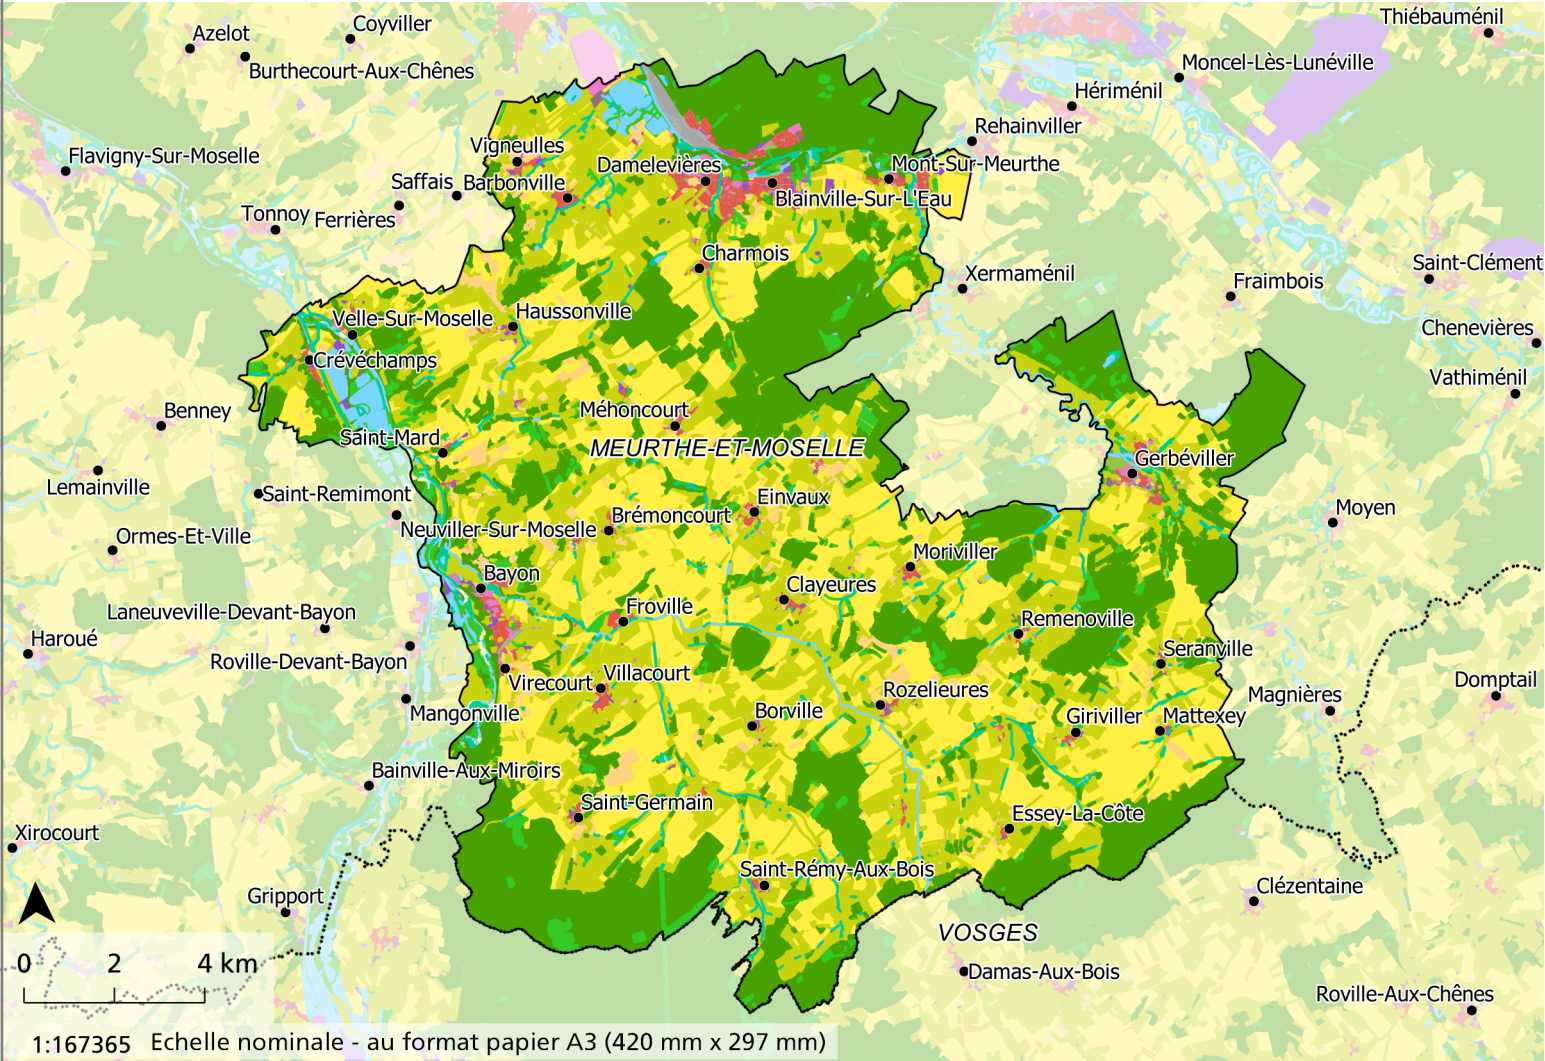 Coyviller
Thiébauménil
Azelot
Burthecourt-Aux-Chênes
Moncel-Lès-Lunéville
Hériménil
Rehainviller
Flavigny-Sur-Moselle
Vigneulles
Damelevières
Mont-Sur-Meurthe
Saffais
Barbonville
Blainville-Sur-L'Eau
Tonnoy
Ferrières
Charmois
Xermaménil
Saint-Clément
Fraimbois
Velle-Sur-Moselle
Haussonville
Chenevières
Crévéchamps
Vathiménil
Benney
Méhoncourt
Saint-Mard
MEURTHE-ET-MOSELLE
Gerbéviller
Lemainville
Saint-Remimont
Einvaux
Moyen
Brémoncourt
Neuviller-Sur-Moselle
Ormes-Et-Ville
Moriviller
Bayon
Clayeures
Laneuveville-Devant-Bayon
Froville
Remenoville
Haroué
Seranville
Roville-Devant-Bayon
Villacourt
Virecourt
Rozelieures
Magnières
Domptail
Mangonville
Borville
Giriviller
Mattexey
Bainville-Aux-Miroirs
Saint-Germain
Essey-La-Côte
Xirocourt
Saint-Rémy-Aux-Bois
Clézentaine
Gripport
VOSGES
Damas-Aux-Bois
0 2 4 km
Roville-Aux-Chênes
1:167365 Echelle nominale - au format papier A3 (420 mm x 297 mm)